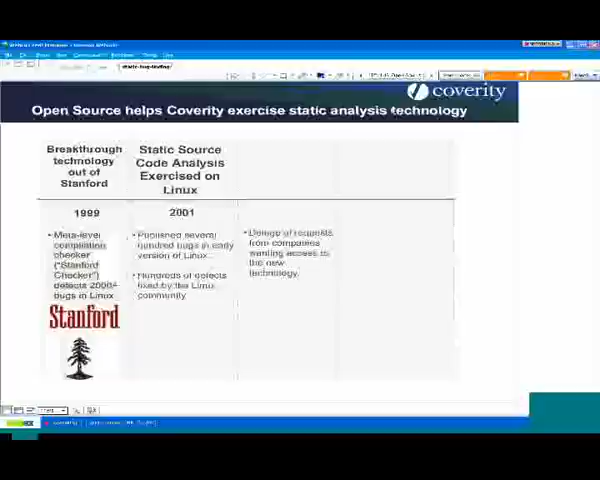 coverity
Open Source helps Coverity exercise static analysis technology
Breakthrough
technology
out of
Stanford
Static Source
Code Analysis
Exercised on
Linux
1999
2001
• Meta-level
compilation
checker
("Stanford
Checker")
detects 2000+
bugs in Linux
• Published several
hundred bugs in early
version of Linux
• Hundreds of defects
fixed by the Linux
community
• Deluge of requests
from companies
wanting access to
the new
technology.
Stanford